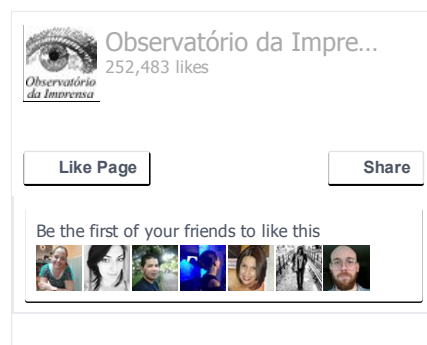 Observatório da Impre...
252,483 likes
Observatório
da Imprensa
Like Page
Share
Be the first of your friends to like this